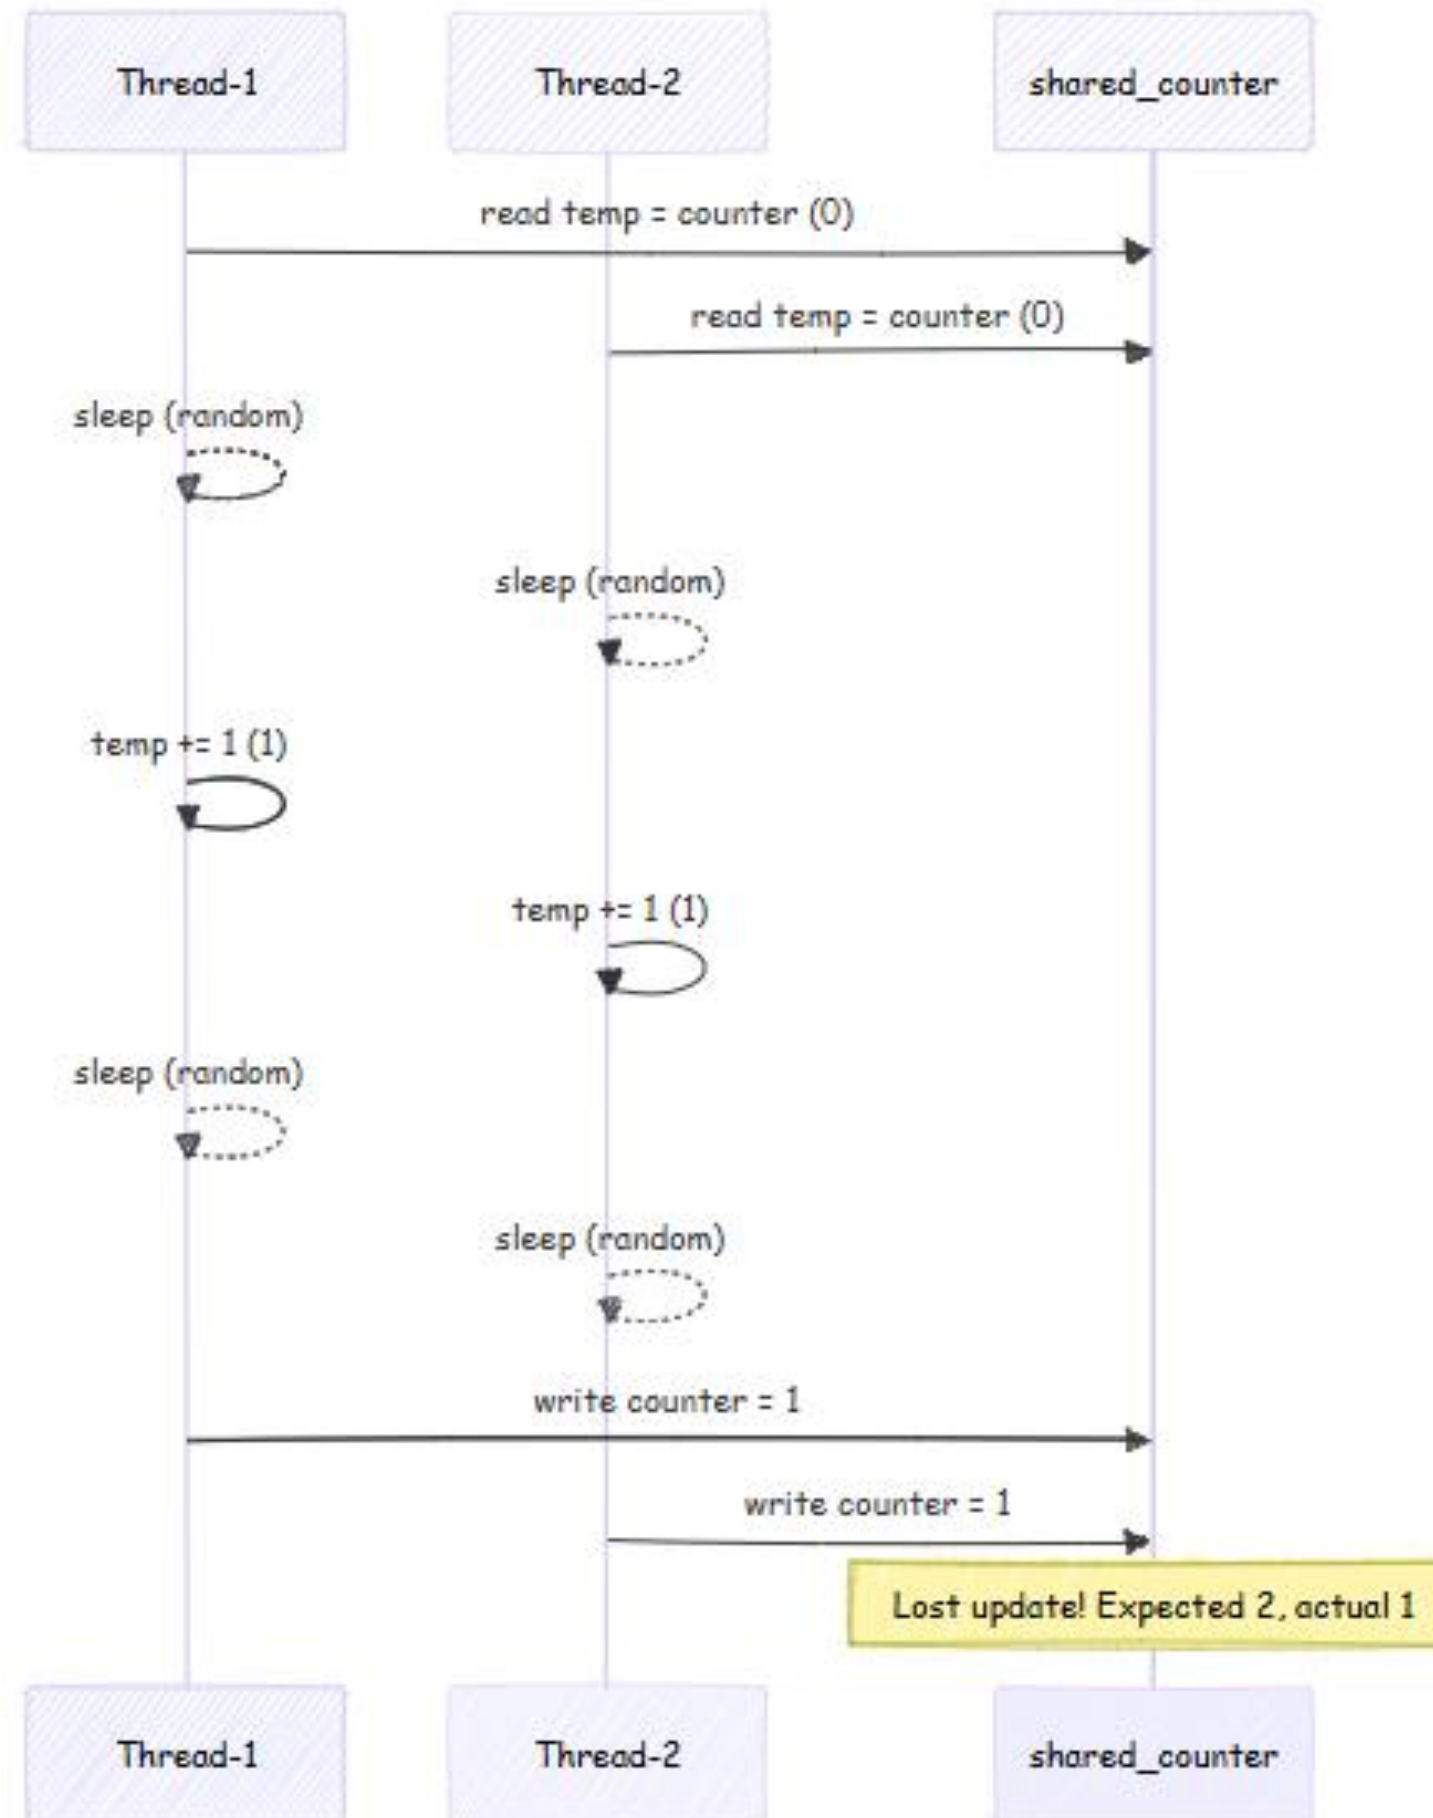 Thread-1
Thread-2
shared_counter
read temp = counter (0)
read temp = counter (0)
sleep (random)
sleep (random)
temp += 1 (1)
temp += 1 (1)
sleep (random)
sleep (random)
write counter = 1
write counter = 1
Lost update! Expected 2, actual 1
Thread-1
Thread-2
shared_counter